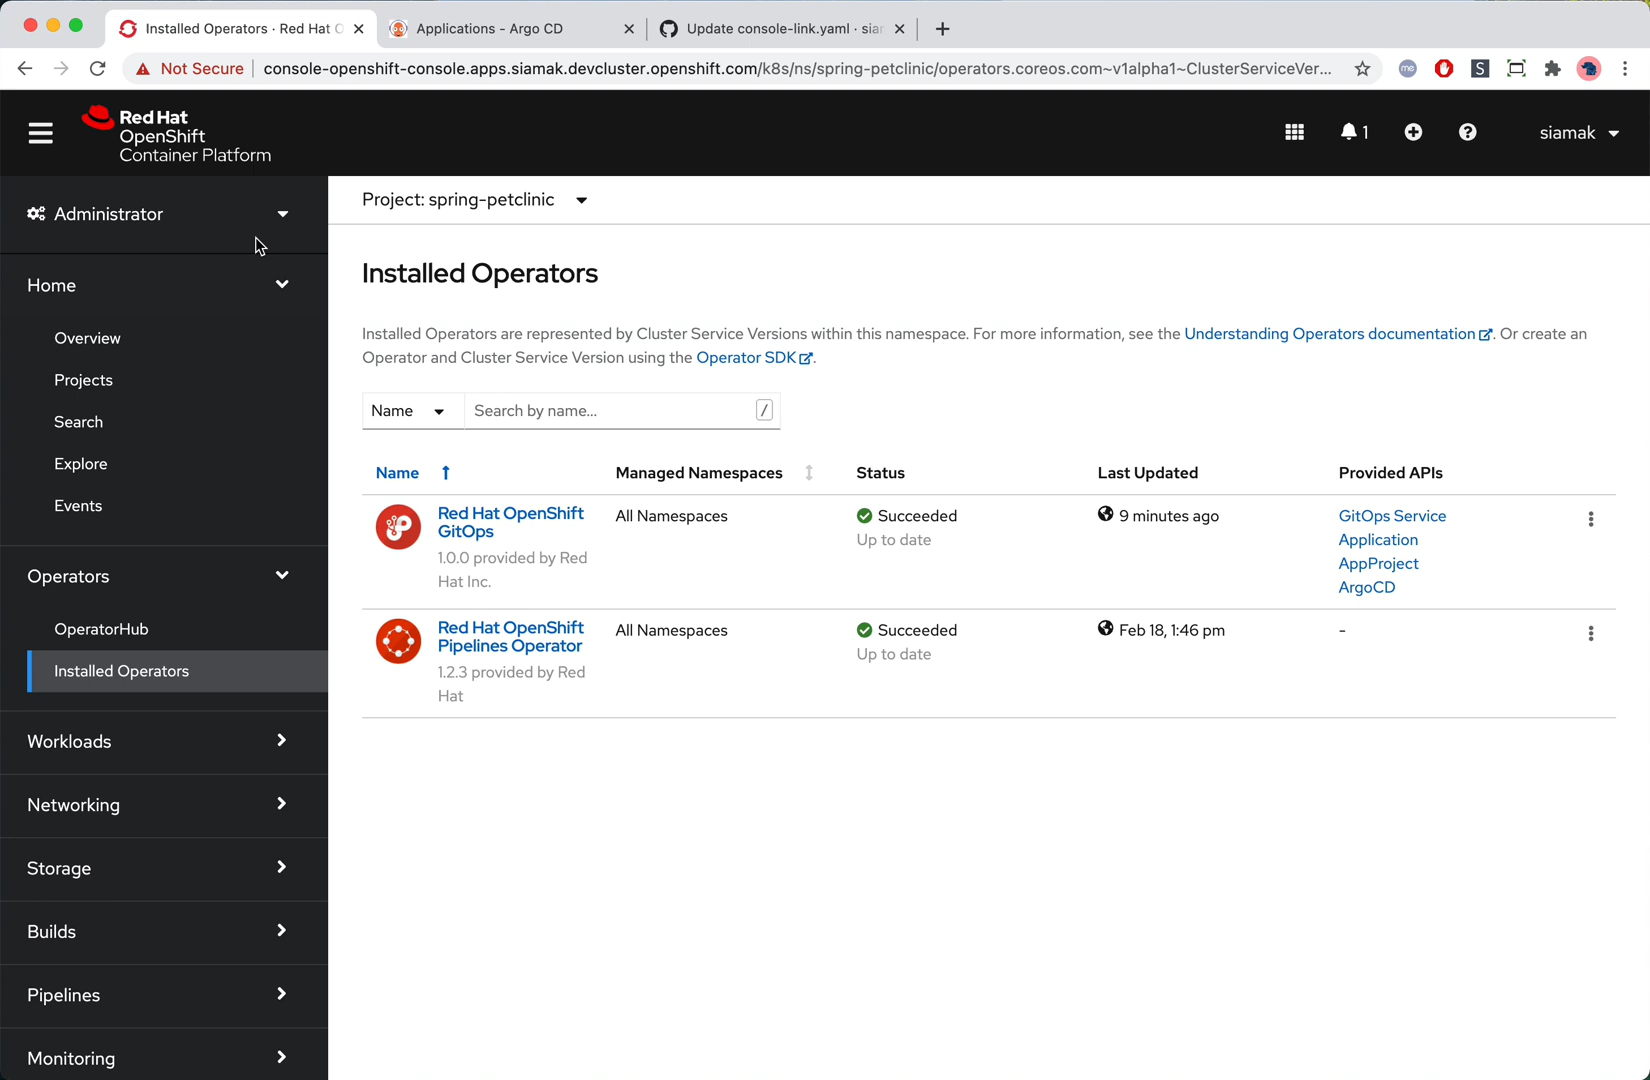 Installed Operators · Red Hat O
Applications - Argo CD
Update console-link.yaml · siar
Not Secure
console-openshift-console.apps.siamak.devcluster.openshift.com/k8s/ns/spring-petclinic/operators.coreos.com~v1alpha1~ClusterServiceVer...
me
S
Red Hat
OpenShift
Container Platform
1
siamak
Administrator
Home
Overview
Projects
Search
Explore
Events
Operators
OperatorHub
Installed Operators
Workloads
Networking
Storage
Builds
Pipelines
Monitoring
Project: spring-petclinic
Installed Operators
Installed Operators are represented by Cluster Service Versions within this namespace. For more information, see the Understanding Operators documentation. Or create an
Operator and Cluster Service Version using the Operator SDK.
Name
Search by name...
/
Name
Managed Namespaces
Status
Last Updated
Provided APIs
Red Hat OpenShift
GitOps
1.0.0 provided by Red
Hat Inc.
All Namespaces
Succeeded
Up to date
9 minutes ago
GitOps Service
Application
AppProject
ArgoCD
Red Hat OpenShift
Pipelines Operator
1.2.3 provided by Red
Hat
All Namespaces
Succeeded
Up to date
Feb 18, 1:46 pm
-